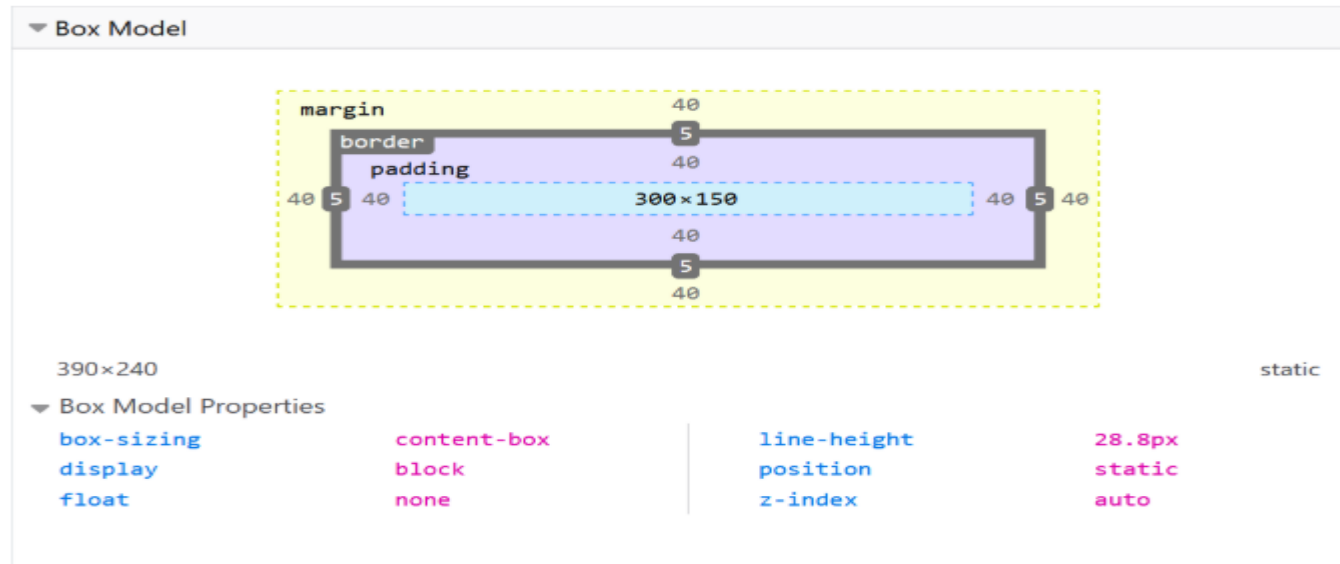 Box Model
margin 40
border 5
padding 40
40 5 40 300×150 40 5 40
40
5
40
390×240 static
Box Model Properties
box-sizing content-box line-height 28.8px
display block position static
float none z-index auto